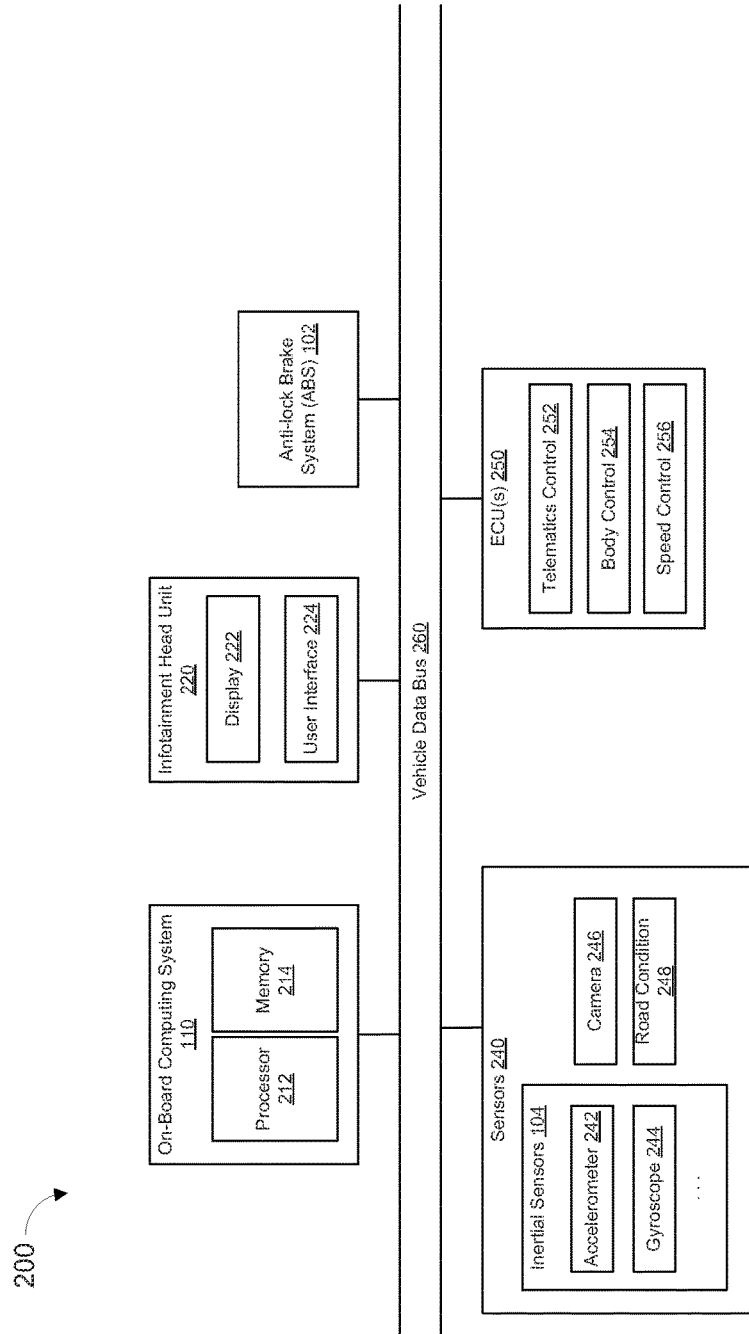 200
On-Board Computing System
110
Processor
212
Memory
214
Infotainment Head Unit
220
Display 222
User Interface 224
Anti-lock Brake
System (ABS) 102
Vehicle Data Bus 260
Sensors 240
Inertial Sensors 104
Accelerometer 242
Gyroscope 244
. . .
Camera 246
Road Condition
248
ECU(s) 250
Telematics Control 252
Body Control 254
Speed Control 256